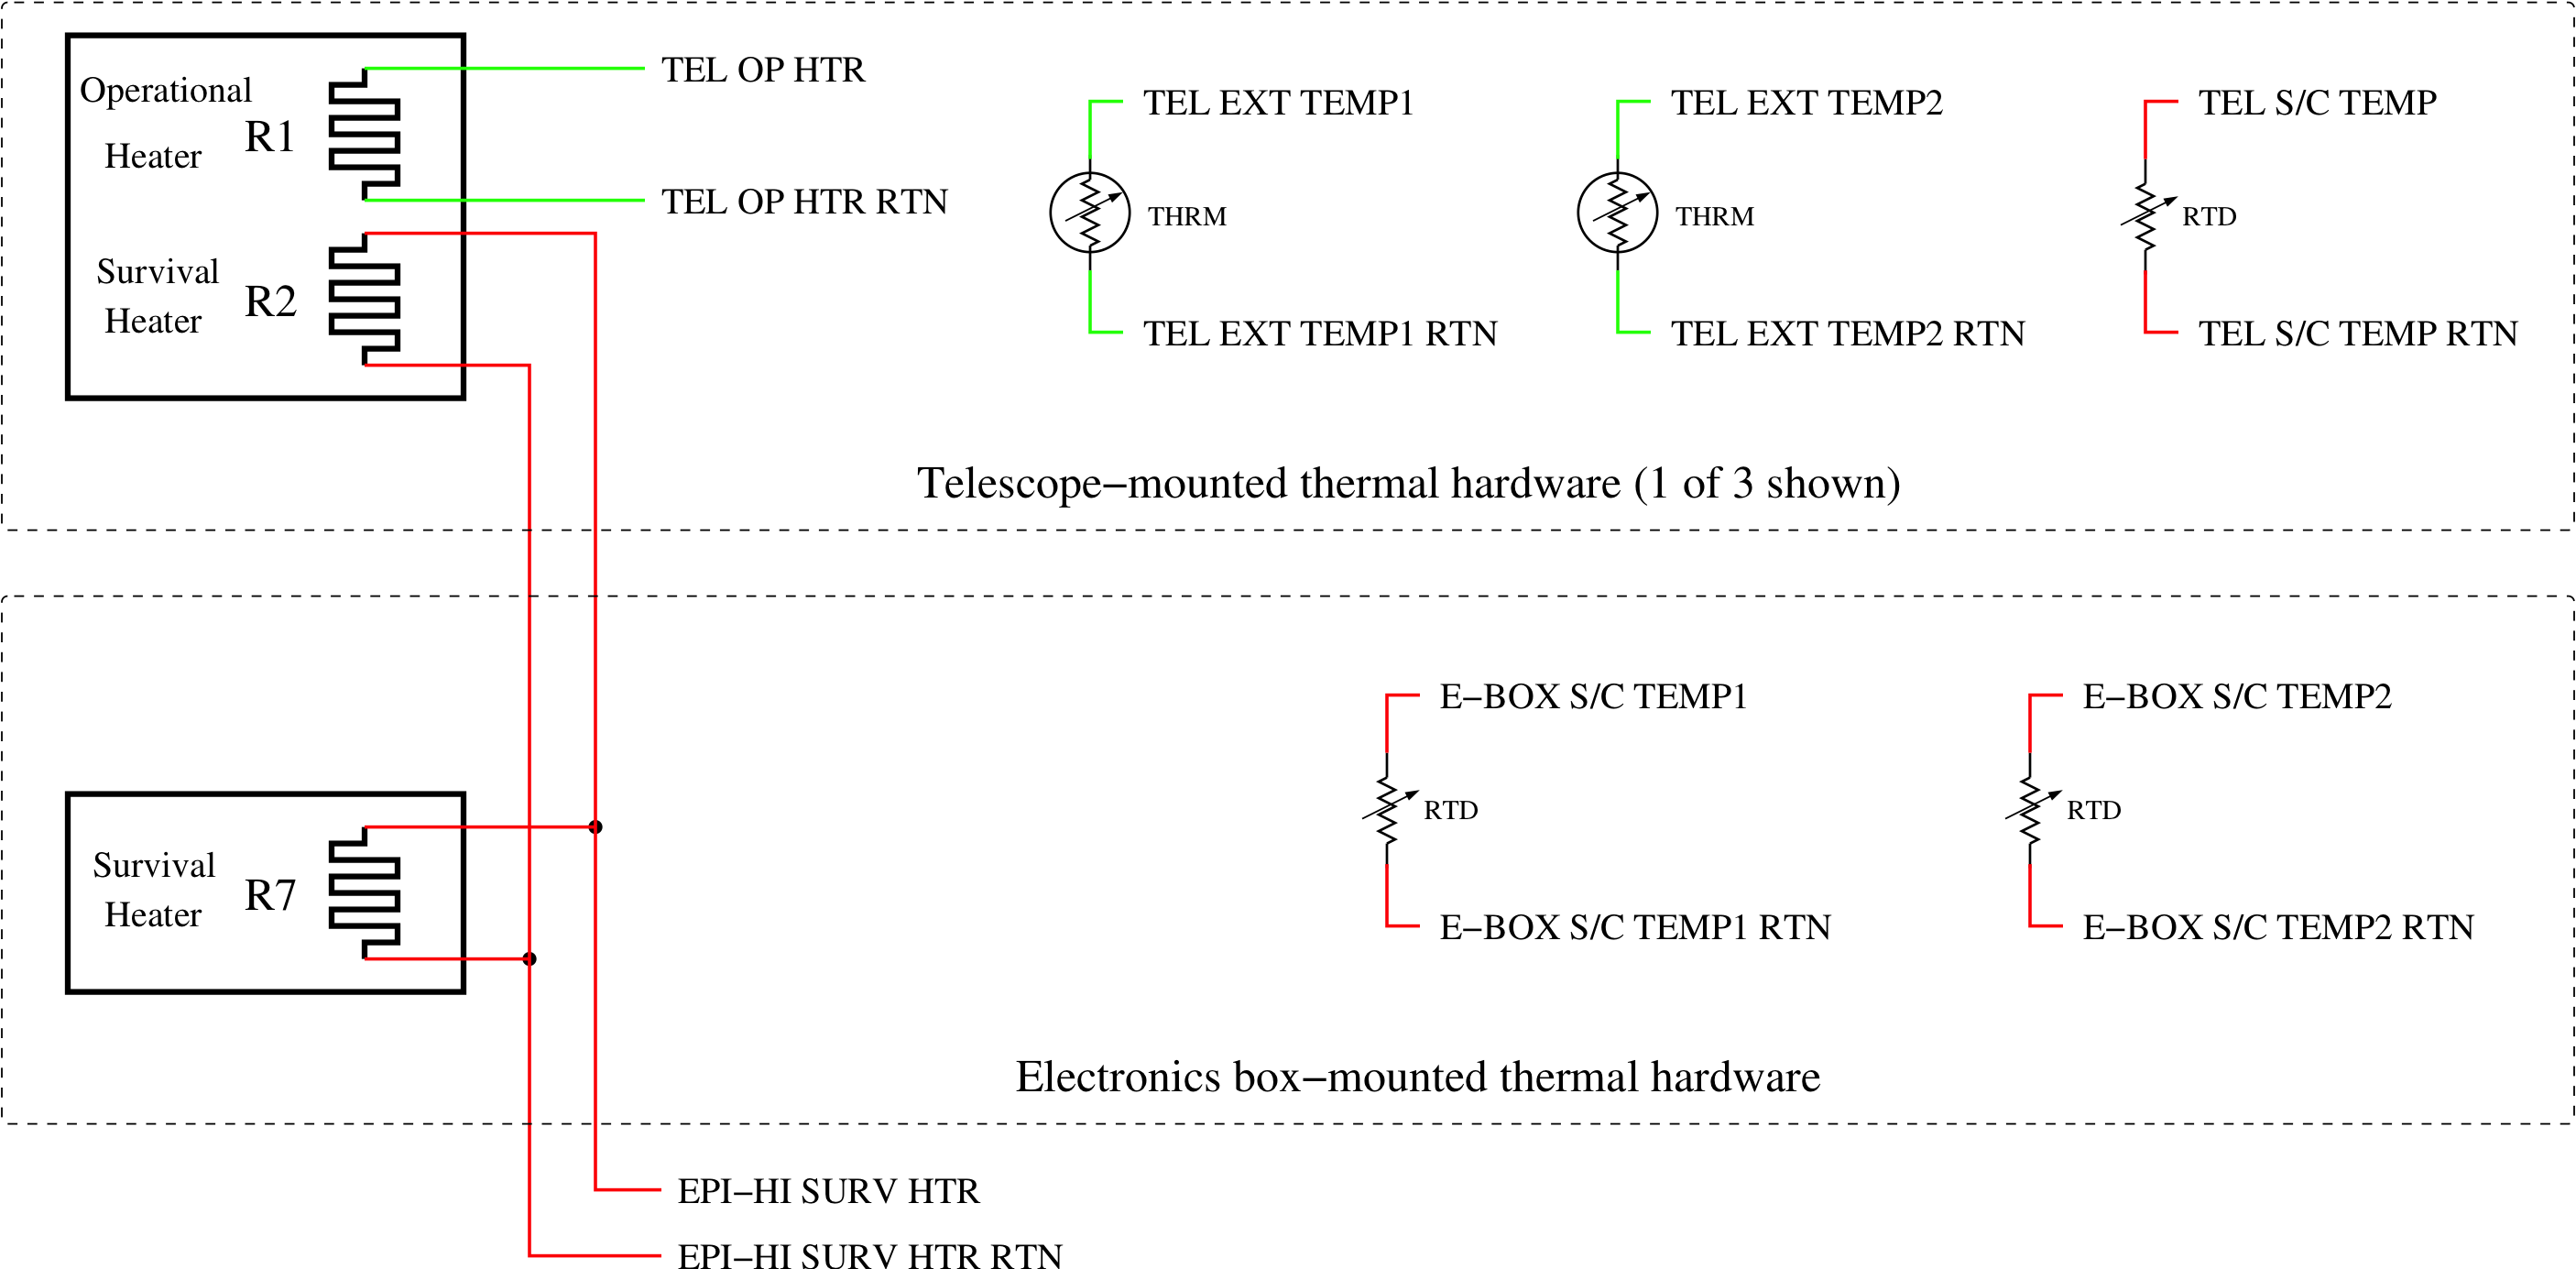 Operational
Heater
R1
TEL OP HTR
TEL OP HTR RTN
Survival
Heater
R2
TEL EXT TEMP1
THRM
TEL EXT TEMP1 RTN
TEL EXT TEMP2
THRM
TEL EXT TEMP2 RTN
TEL S/C TEMP
RTD
TEL S/C TEMP RTN
Telescope−mounted thermal hardware (1 of 3 shown)
Survival
Heater
R7
E−BOX S/C TEMP1
RTD
E−BOX S/C TEMP1 RTN
E−BOX S/C TEMP2
RTD
E−BOX S/C TEMP2 RTN
Electronics box−mounted thermal hardware
EPI−HI SURV HTR
EPI−HI SURV HTR RTN